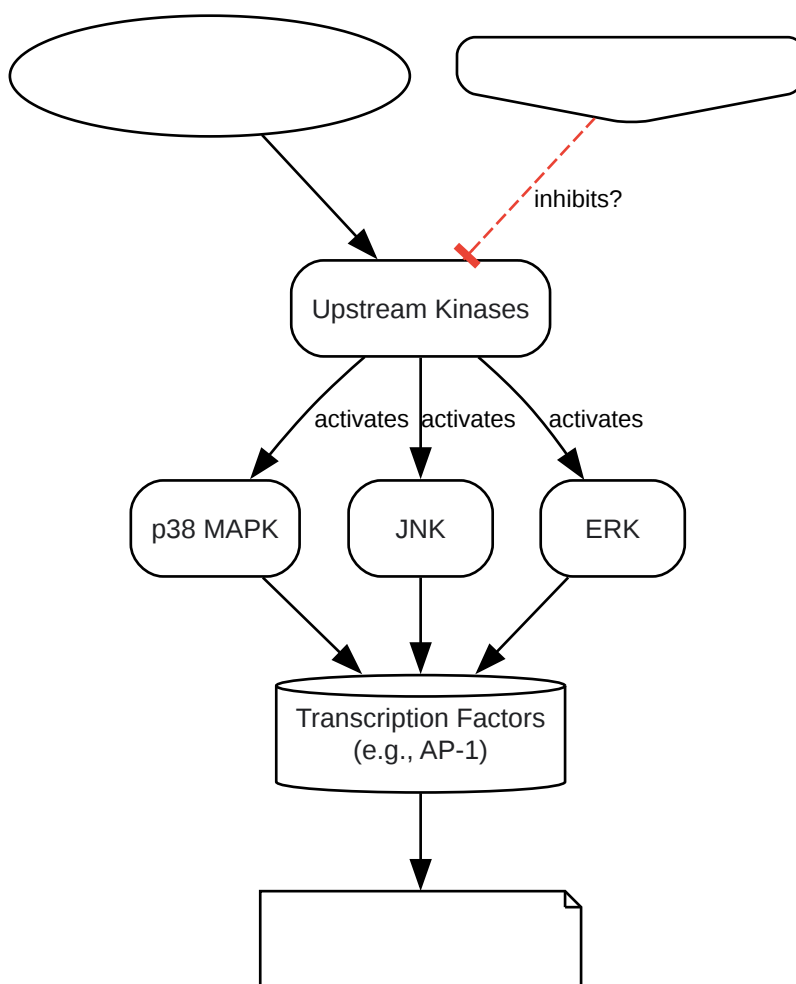 inhibits?
Upstream Kinases
activates
activates
activates
p38 MAPK
JNK
ERK
Transcription Factors
(e.g., AP-1)